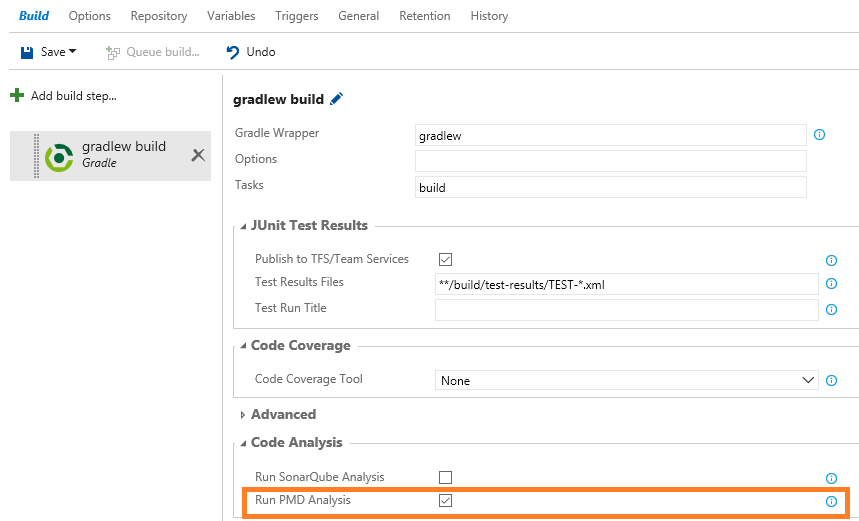 Build Options Repository Variables Triggers General Retention History
Save Queue build... Undo
Add build step...
gradlew build
Gradle
gradlew build
Gradle Wrapper gradlew
Options
Tasks build
JUnit Test Results
Publish to TFS/Team Services
Test Results Files **/build/test-results/TEST-*.xml
Test Run Title
Code Coverage
Code Coverage Tool None
Advanced
Code Analysis
Run SonarQube Analysis
Run PMD Analysis